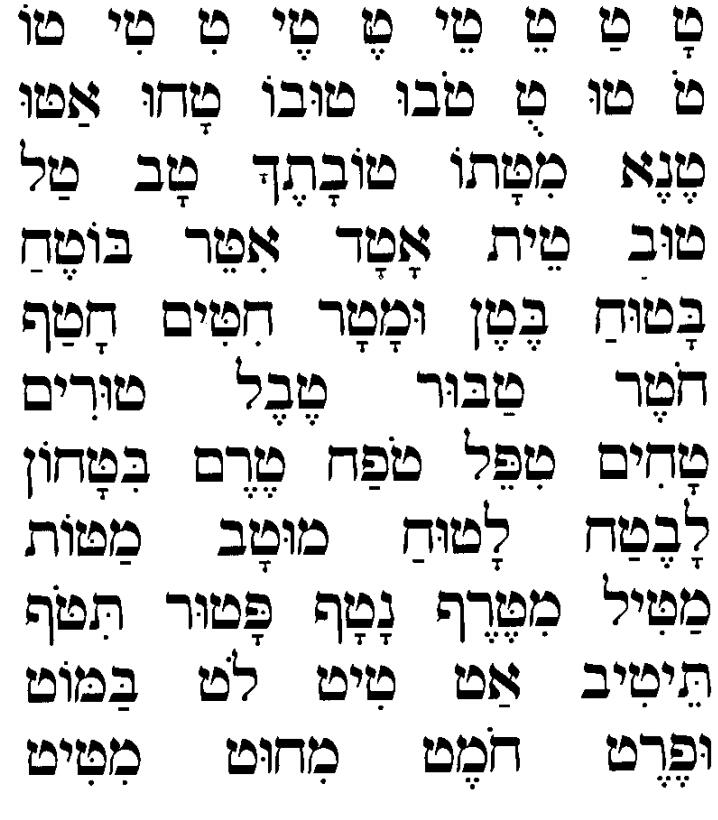 טָ טַ טֵ טֵי טֶ טֶי טִ טִי טוֹ
טֹ טוּ טֻ טֹבוּ טוּבוֹ טָחוּ אַטּוּ
טֶנֶא מִטָּתוֹ טוֹבָתֶךָ טָב טַל
טוּבִ טֵית אָטָד אִטֵּר בּוֹטֶחַ
בָּטוּחַ בֶּטֶן וּמָטָר חִטִּים חָטַף
חֹטֶר טַבּוּר טֶבֶל טוּרִים
טָחִים טִפֵּל טֹפַח טֶרֶם בִּטָּחוֹן
לָבֶטַח לָטוּחַ מוּטָב מַטּוֹת
מַטִּיל מִטֶּרֶף נָטָף פָּטוּר תִּטֹּף
תֵּיטִיב אַט טִיט לֹט בַּמּוֹט
וּפֶרֶט חֹמֶט מִחוּט מִטִּיט